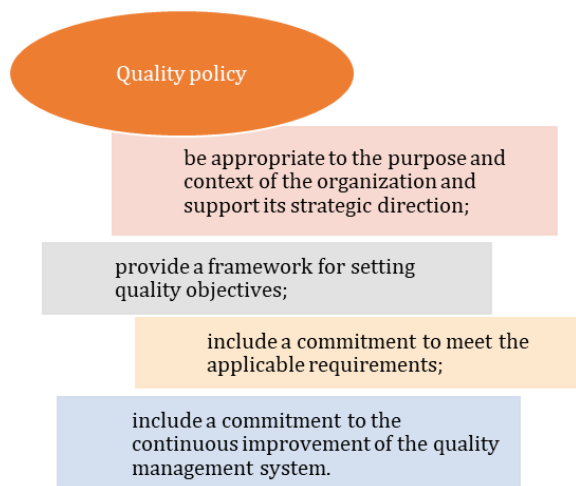 Quality policy
be appropriate to the purpose and
context of the organization and
support its strategic direction;
provide a framework for setting
quality objectives;
include a commitment to meet the
applicable requirements;
include a commitment to the
continuous improvement of the quality
management system.